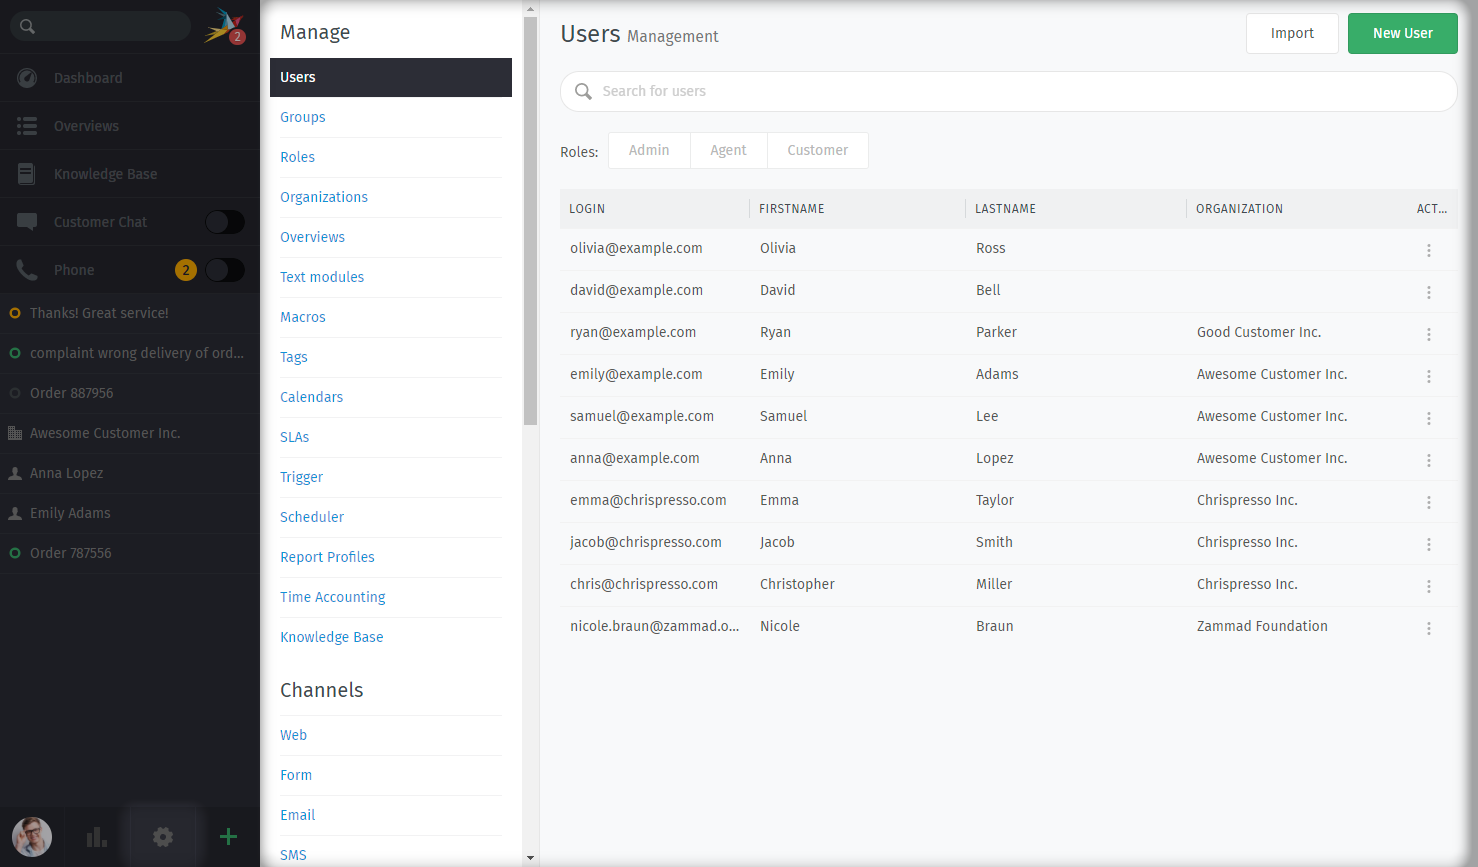 2
Dashboard
Overviews
Knowledge Base
Customer Chat
Phone 2
Thanks! Great service!
complaint wrong delivery of ord...
Order 887956
Awesome Customer Inc.
Anna Lopez
Emily Adams
Order 787556
Manage
Users
Groups
Roles
Organizations
Overviews
Text modules
Macros
Tags
Calendars
SLAs
Trigger
Scheduler
Report Profiles
Time Accounting
Knowledge Base
Channels
Web
Form
Email
SMS
Users Management
Import New User
Search for users
Roles: Admin Agent Customer
LOGIN FIRSTNAME LASTNAME ORGANIZATION ACT...
olivia@example.com Olivia Ross
david@example.com David Bell
ryan@example.com Ryan Parker Good Customer Inc.
emily@example.com Emily Adams Awesome Customer Inc.
samuel@example.com Samuel Lee Awesome Customer Inc.
anna@example.com Anna Lopez Awesome Customer Inc.
emma@chrispresso.com Emma Taylor Chrispresso Inc.
jacob@chrispresso.com Jacob Smith Chrispresso Inc.
chris@chrispresso.com Christopher Miller Chrispresso Inc.
nicole.braun@zammad.o... Nicole Braun Zammad Foundation